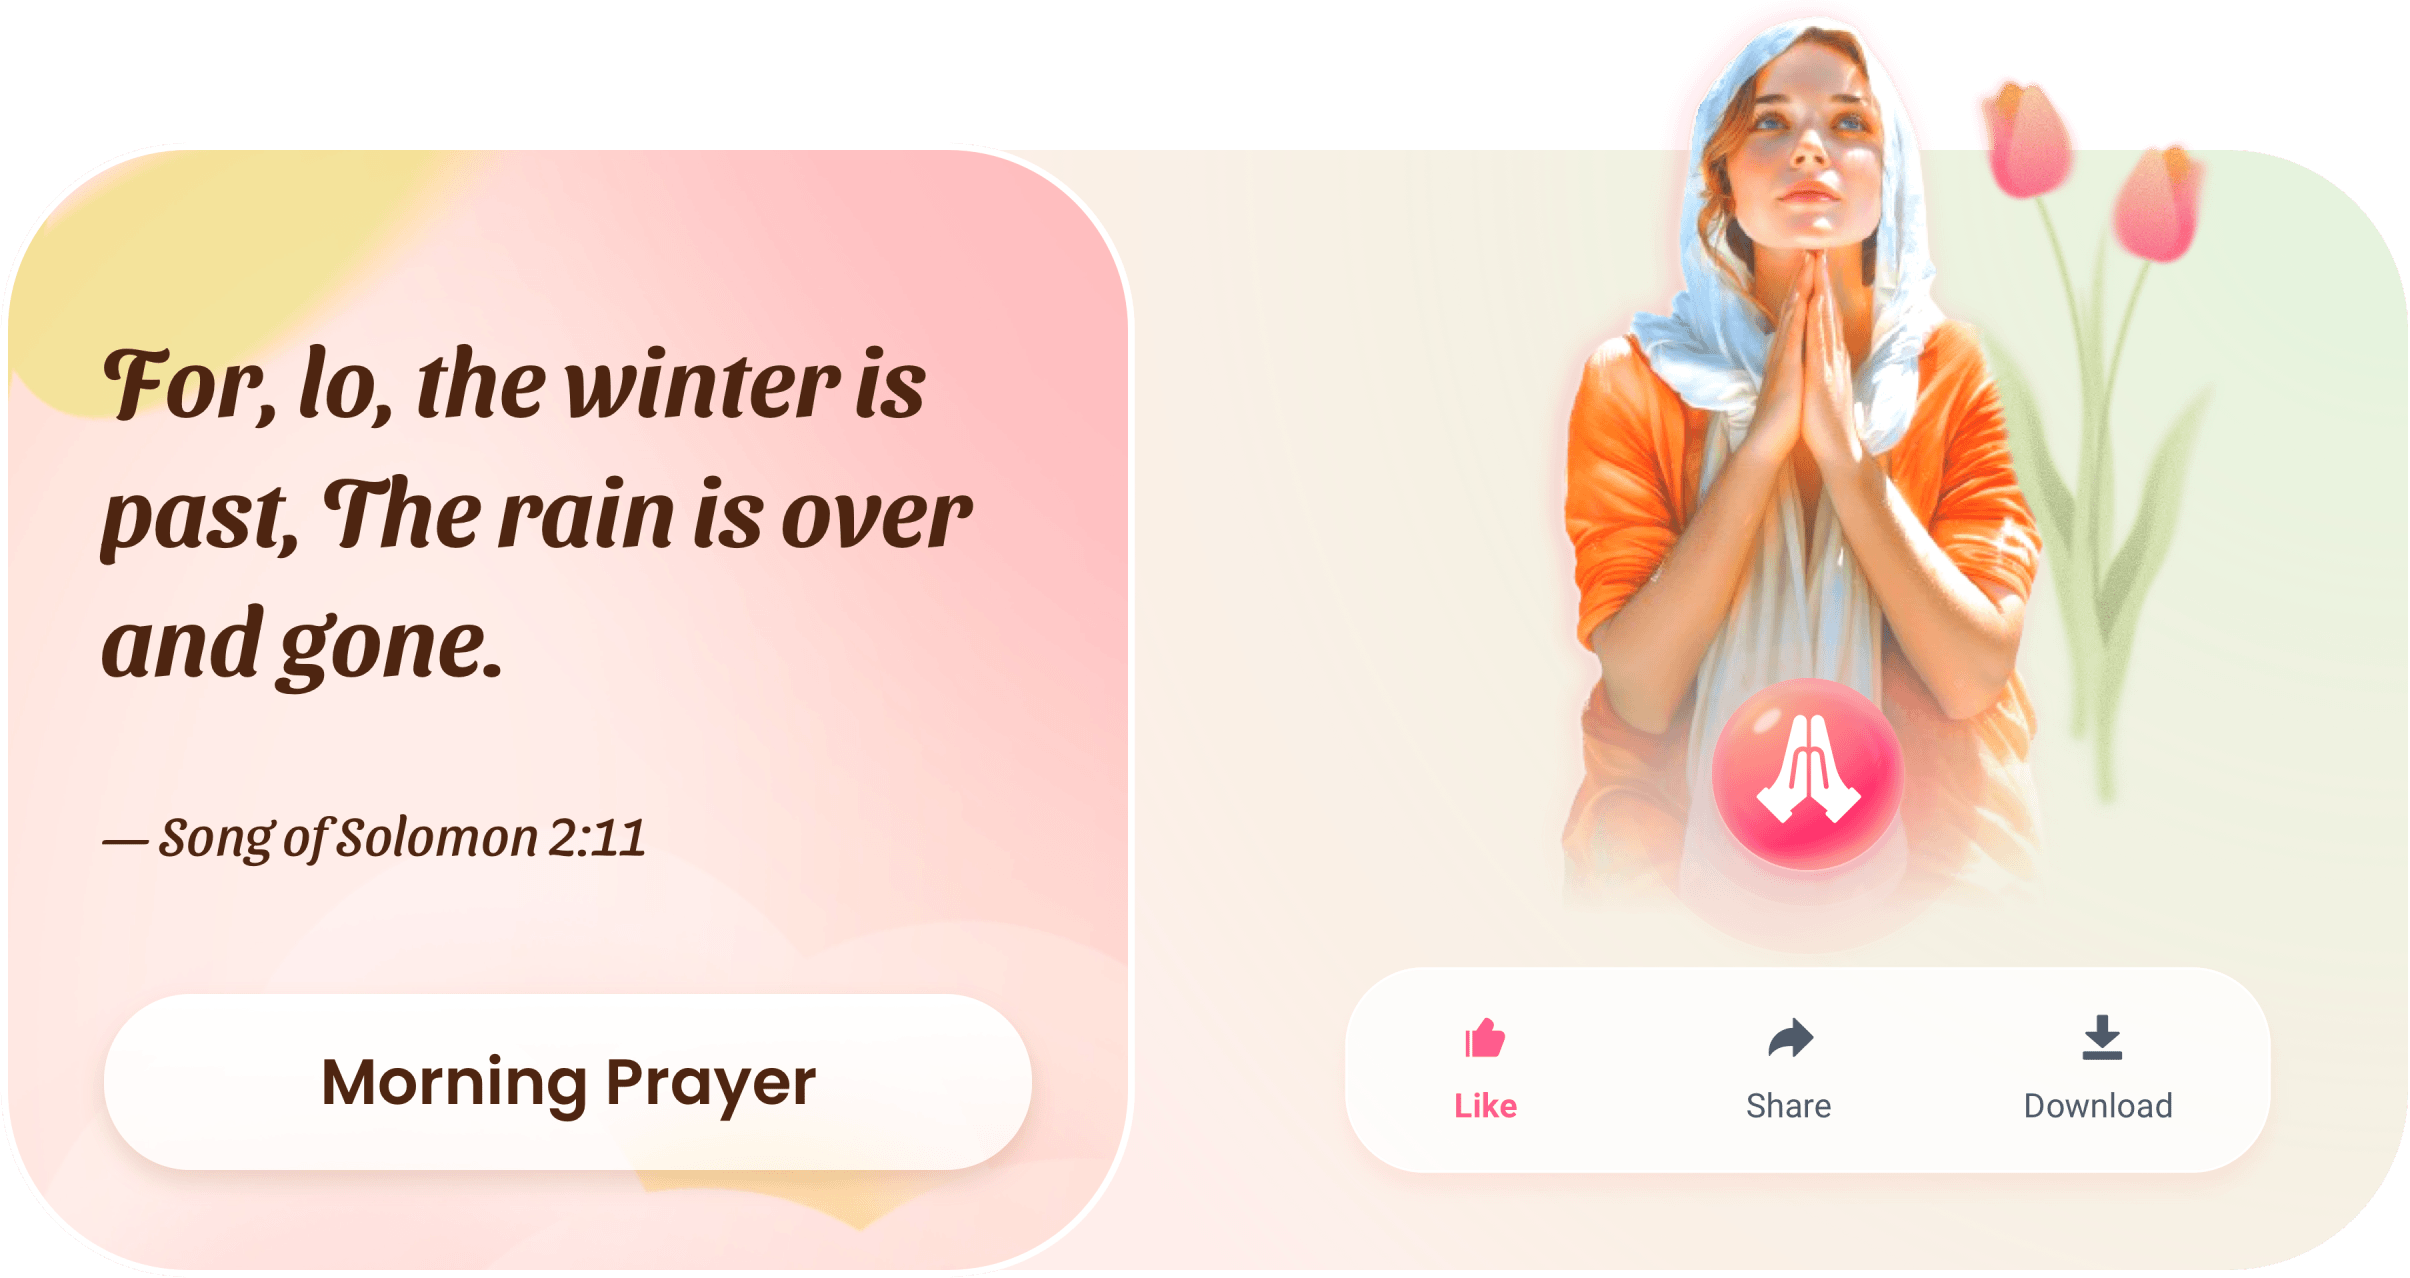 For, lo, the winter is
past, The rain is over
and gone.
— Song of Solomon 2:11
Morning Prayer
Like
Share
Download